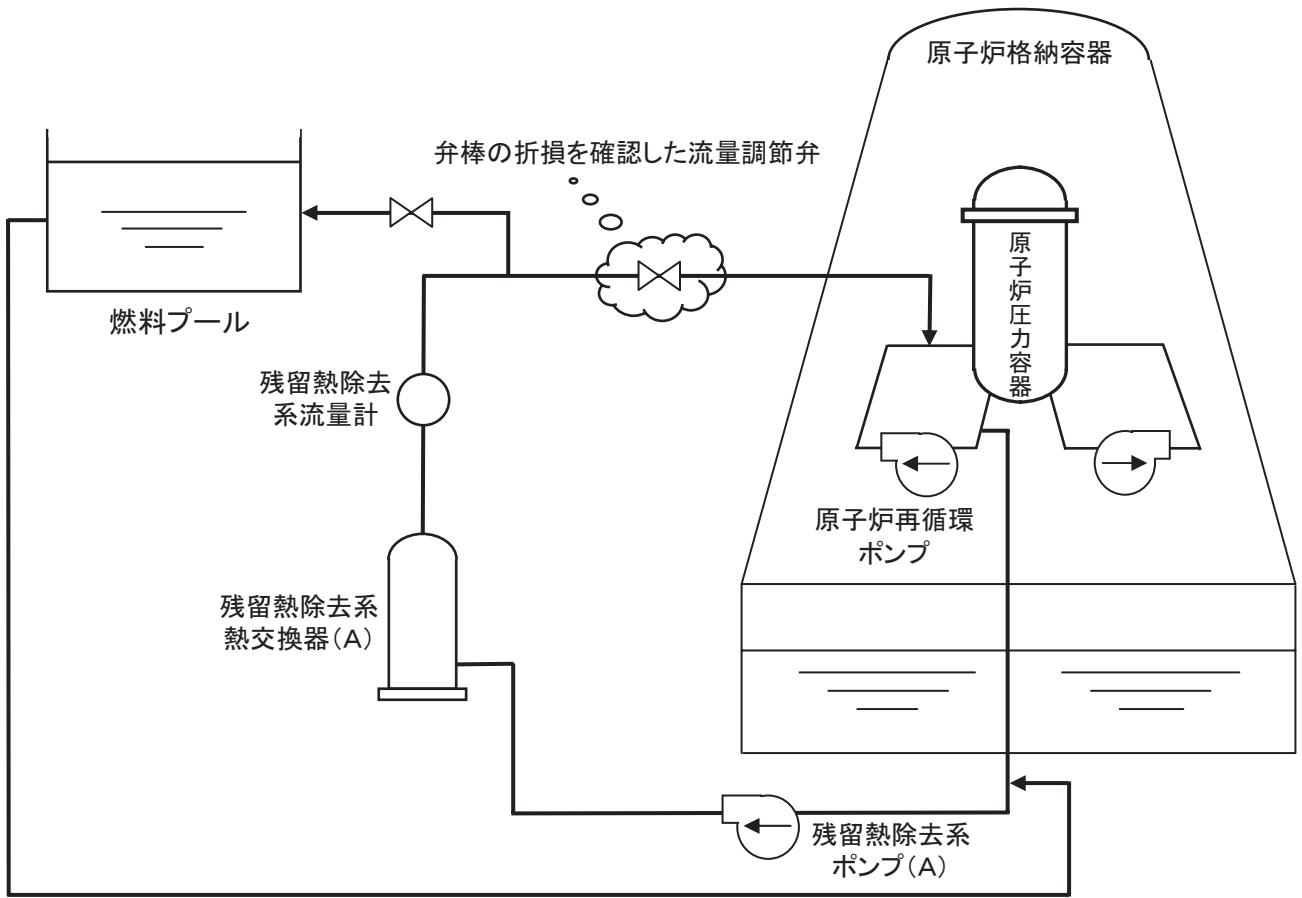 原子炉格納容器
弁棒の折損を確認した流量調節弁
原子炉圧力容器
燃料プール
残留熱除去
系流量計
原子炉再循環
ポンプ
残留熱除去系
熱交換器(A)
残留熱除去系
ポンプ(A)